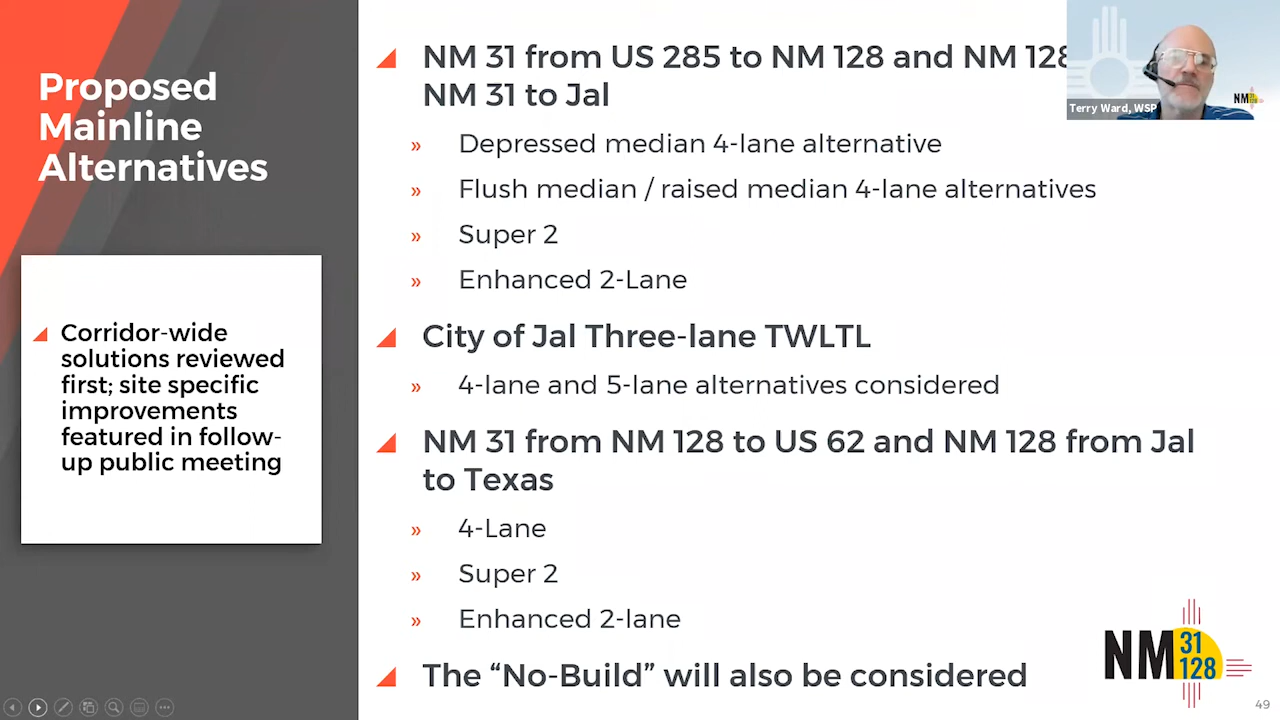 Proposed
Mainline
Alternatives
Corridor-wide
solutions reviewed
first; site specific
improvements
featured in follow-
up public meeting
NM 31 from US 285 to NM 128 and NM 128
NM 31 to Jal
» Depressed median 4-lane alternative
» Flush median / raised median 4-lane alternatives
» Super 2
» Enhanced 2-Lane
City of Jal Three-lane TWLTL
» 4-lane and 5-lane alternatives considered
NM 31 from NM 128 to US 62 and NM 128 from Jal
to Texas
» 4-Lane
» Super 2
» Enhanced 2-lane
The “No-Build” will also be considered
Terry Ward, WSP
NM 31 128
NM 31 128
49